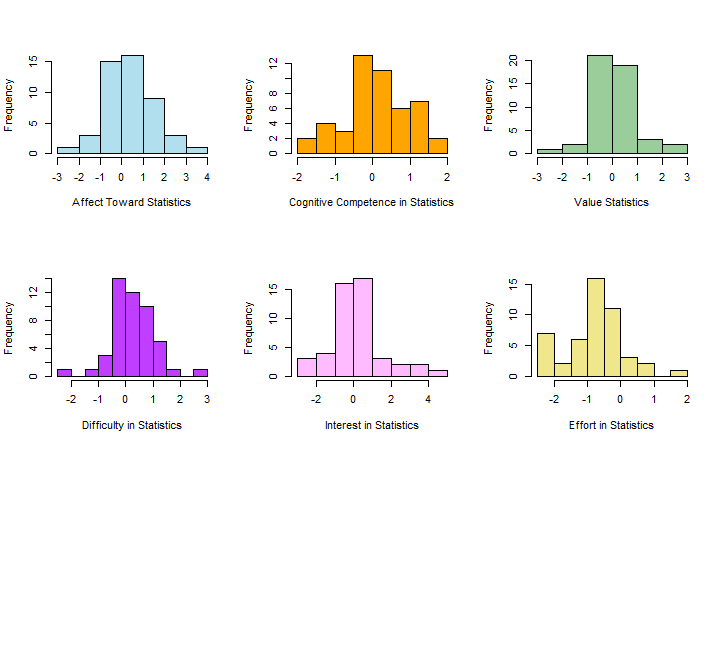 Frequency
0 5 10 15
-3 -2 -1 0 1 2 3 4
Affect Toward Statistics
Frequency
0 2 4 6 8 12
-2 -1 0 1 2
Cognitive Competence in Statistics
Frequency
0 5 10 15 20
-3 -2 -1 0 1 2 3
Value Statistics
Frequency
0 4 8 12
-2 -1 0 1 2 3
Difficulty in Statistics
Frequency
0 5 10 15
-2 0 2 4
Interest in Statistics
Frequency
0 5 10 15
-2 -1 0 1 2
Effort in Statistics